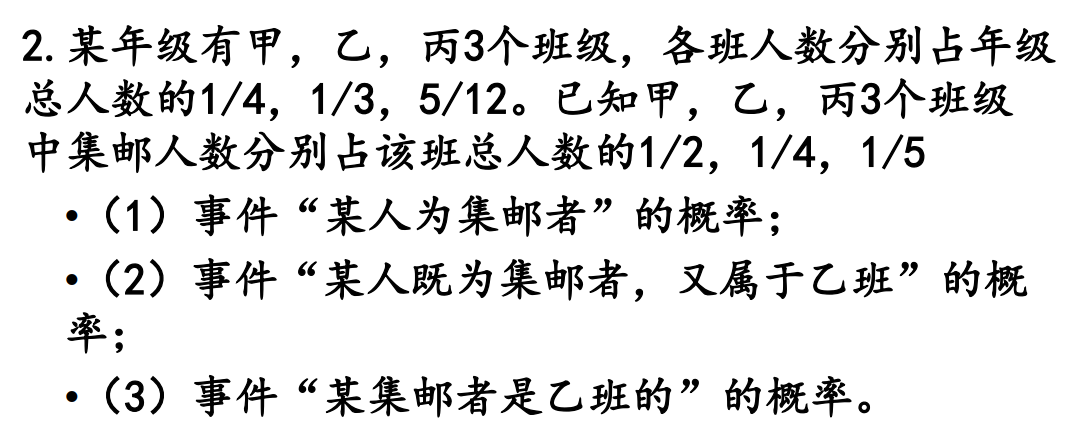 2. 某年级有甲，乙，丙3个班级，各班人数分别占年级
总人数的1/4，1/3，5/12。已知甲，乙，丙3个班级
中集邮人数分别占该班总人数的1/2，1/4，1/5
•（1）事件“某人为集邮者”的概率；
•（2）事件“某人既为集邮者，又属于乙班”的概
率；
•（3）事件“某集邮者是乙班的”的概率。